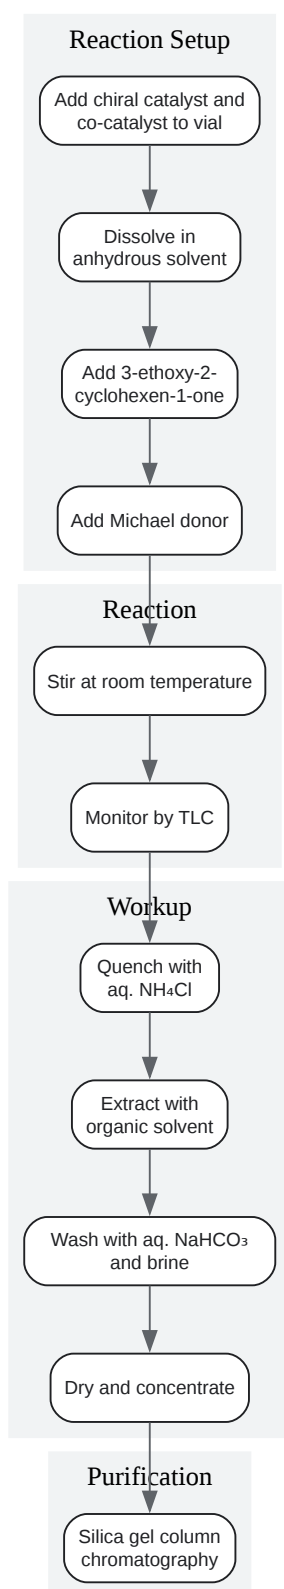 Reaction Setup
Add chiral catalyst and
co-catalyst to vial
Dissolve in
anhydrous solvent
Add 3-ethoxy-2-
cyclohexen-1-one
Add Michael donor
Reaction
Stir at room temperature
Monitor by TLC
Workup
Quench with
aq. NH₄Cl
Extract with
organic solvent
Wash with aq. NaHCO₃
and brine
Dry and concentrate
Purification
Silica gel column
chromatography